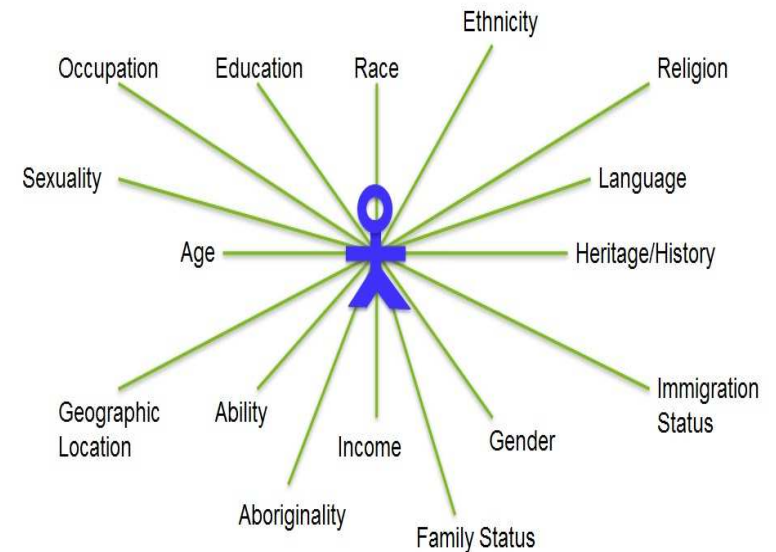 Ethnicity
Occupation
Education
Race
Religion
Sexuality
Language
Age
Heritage/History
Geographic
Location
Ability
Income
Gender
Immigration
Status
Aboriginality
Family Status